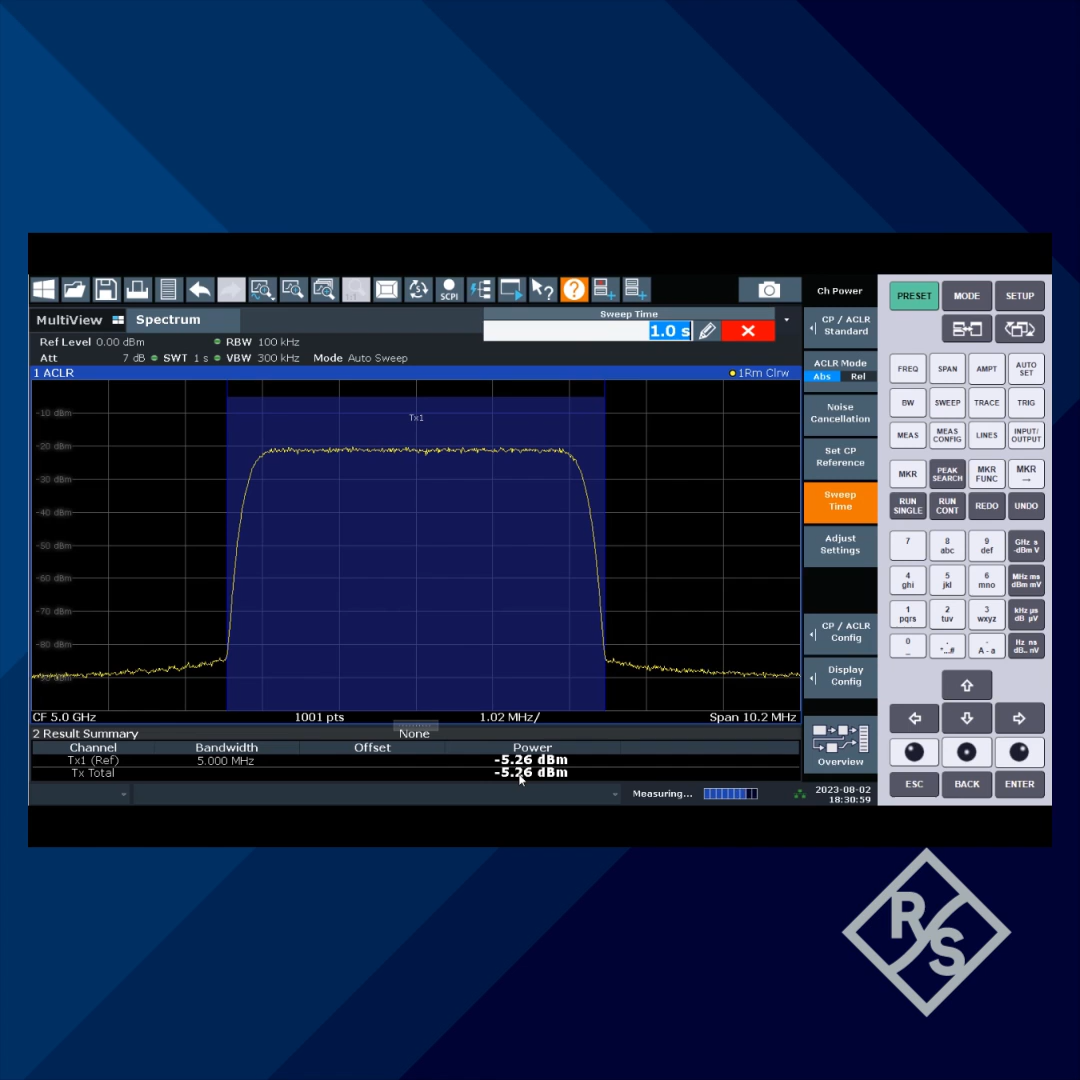 SCPI
Ch Power
PRESET
MODE
SETUP
MultiView
Spectrum
Sweep Time
1.0 s
CP / ACLR
Standard
Ref Level 0.00 dBm
RBW 100 kHz
Att 7 dB SWT 1 s VBW 300 kHz Mode Auto Sweep
1 ACLR
1Rm Clrw
ACLR Mode
Abs Rel
Noise
Cancellation
Set CP
Reference
Sweep
Time
Adjust
Settings
CP / ACLR
Config
Display
Config
Overview
Tx1
-10 dBm
-20 dBm
-30 dBm
-40 dBm
-50 dBm
-60 dBm
-70 dBm
-80 dBm
-90 dBm
CF 5.0 GHz
1001 pts
1.02 MHz/
Span 10.2 MHz
2 Result Summary
None
Channel Bandwidth Offset Power
Tx1 (Ref) 5.000 MHz -5.26 dBm
Tx Total -5.26 dBm
Measuring...
2023-08-02
18:30:59
FREQ
SPAN
AMPT
AUTO
SET
BW
SWEEP
TRACE
TRIG
MEAS
MEAS
CONFIG
LINES
INPUT/
OUTPUT
MKR
PEAK
SEARCH
MKR
FUNC
MKR
→
RUN
SINGLE
RUN
CONT
REDO
UNDO
7
8
abc
9
def
GHz s
-dBm V
4
ghi
5
jkl
6
mno
MHz ms
dBm mV
1
pqrs
2
tuv
3
wxyz
kHz µs
dB µV
0
_
.
*...#
-
A - a
Hz ns
dB.. nV
ESC
BACK
ENTER
R/S